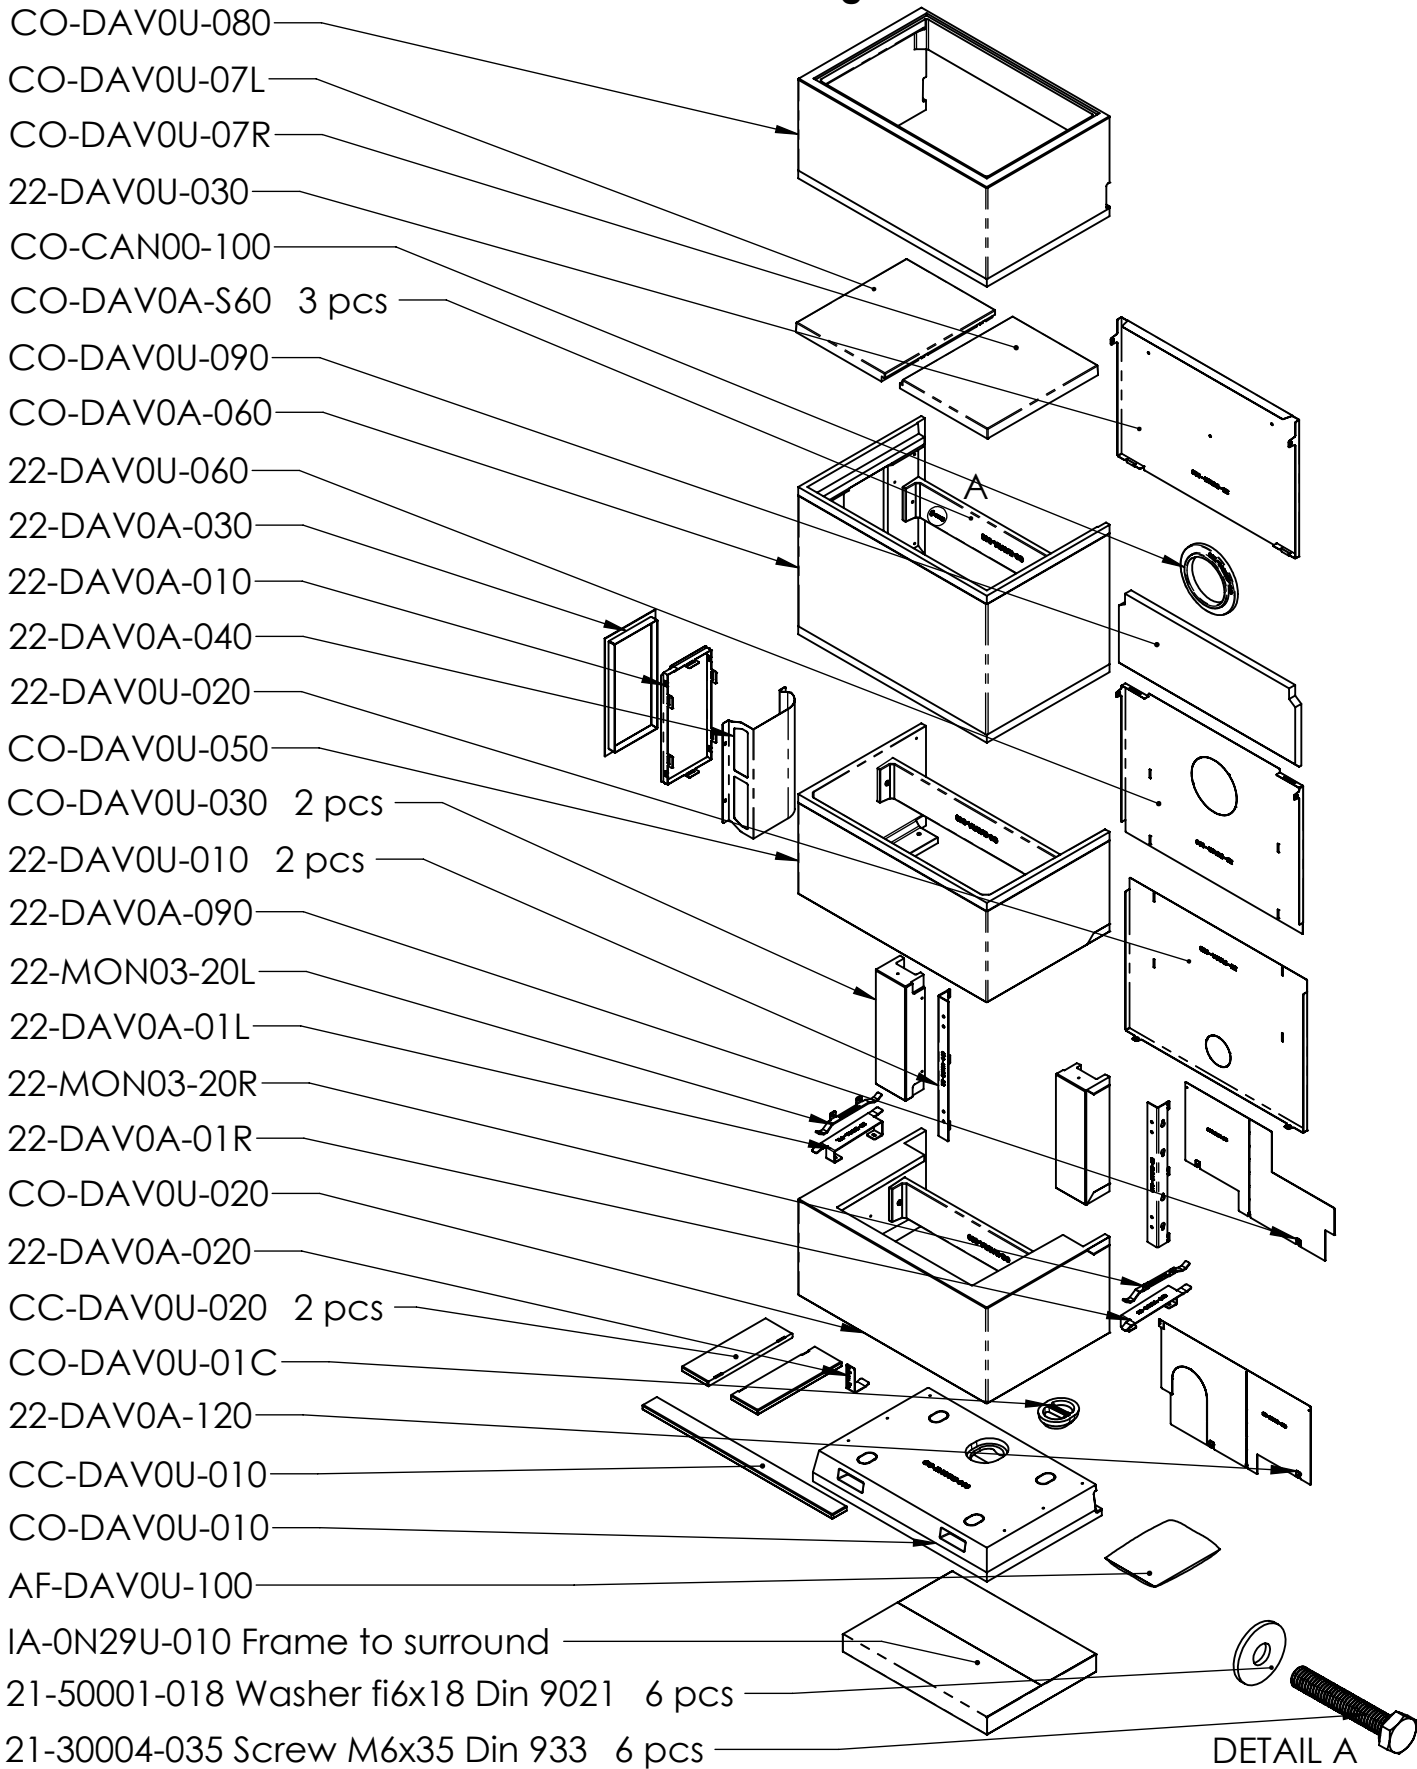 CO-DAV0U-080
CO-DAV0U-07L
CO-DAV0U-07R
22-DAV0U-030
CO-CAN00-100
CO-DAV0A-S60 3 pcs
CO-DAV0U-090
CO-DAV0A-060
22-DAV0U-060
22-DAV0A-030
22-DAV0A-010
22-DAV0A-040
22-DAV0U-020
CO-DAV0U-050
CO-DAV0U-030 2 pcs
22-DAV0U-010 2 pcs
22-DAV0A-090
22-MON03-20L
22-DAV0A-01L
22-MON03-20R
22-DAV0A-01R
CO-DAV0U-020
22-DAV0A-020
CC-DAV0U-020 2 pcs
CO-DAV0U-01C
22-DAV0A-120
CC-DAV0U-010
CO-DAV0U-010
AF-DAV0U-100
IA-0N29U-010 Frame to surround
21-50001-018 Washer fi6x18 Din 9021 6 pcs
21-30004-035 Screw M6x35 Din 933 6 pcs
A
DETAIL A